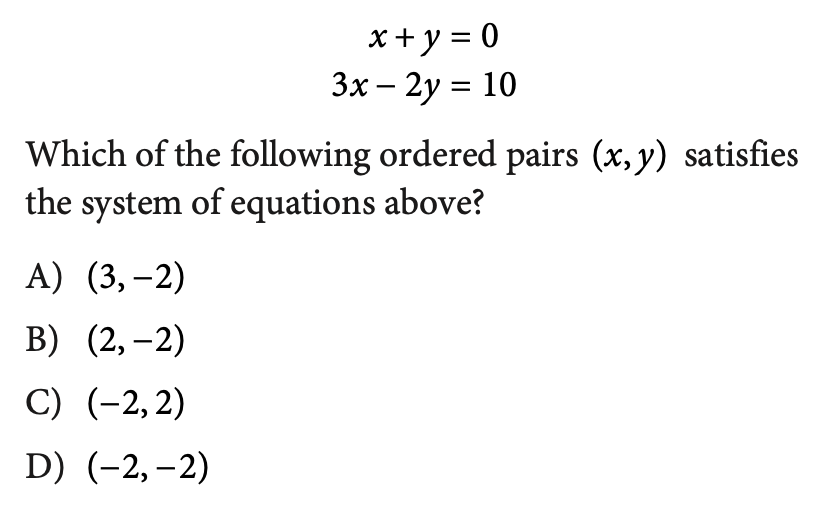 x + y = 0
3x − 2y = 10
Which of the following ordered pairs (x, y) satisfies
the system of equations above?
A) (3, −2)
B) (2, −2)
C) (−2, 2)
D) (−2, −2)